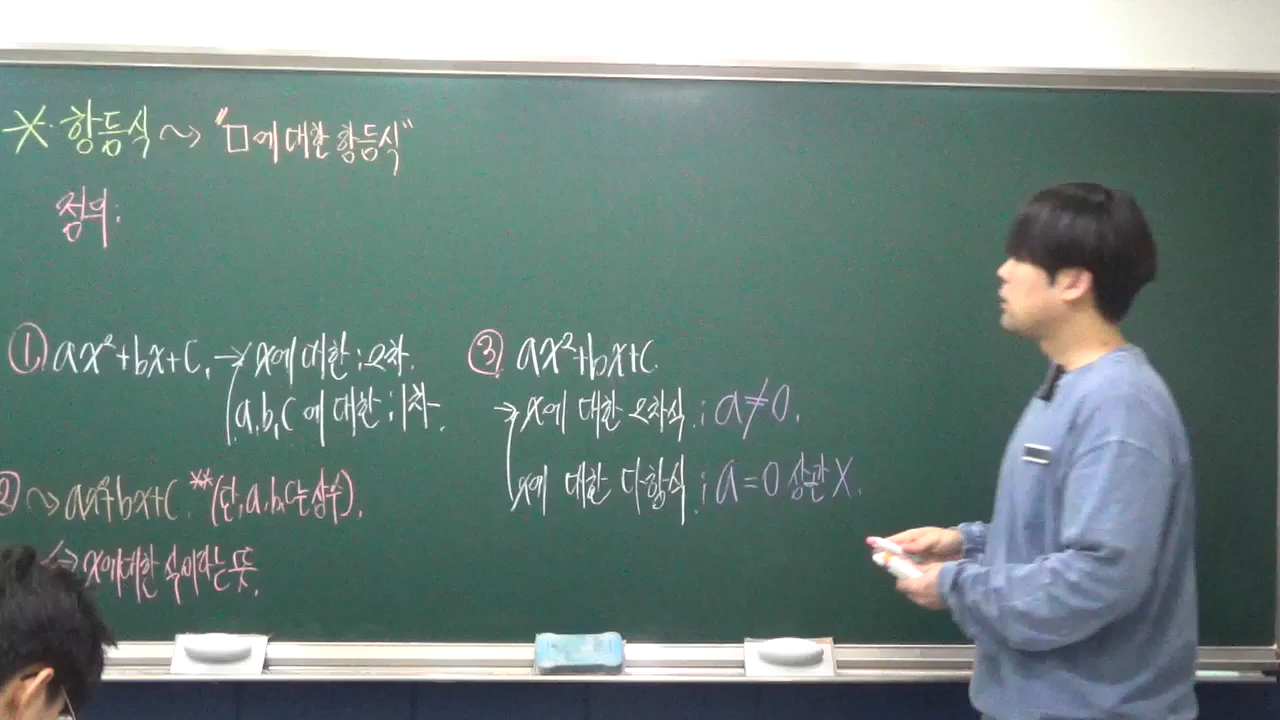 * 항등식 ~> "□에 대한 항등식"
정의:
① ax²+bx+c. → x에 대한 ; 2차.
a,b,c에 대한 ; 1차.
② ~> ax²+bx+c. **(단, a,b,c는 상수).
<=> x에대한 식이라는 뜻.
③ ax²+bx+c.
→ x에 대한 2차식. ; a≠0.
x에 대한 다항식. ; a=0 상관 X.